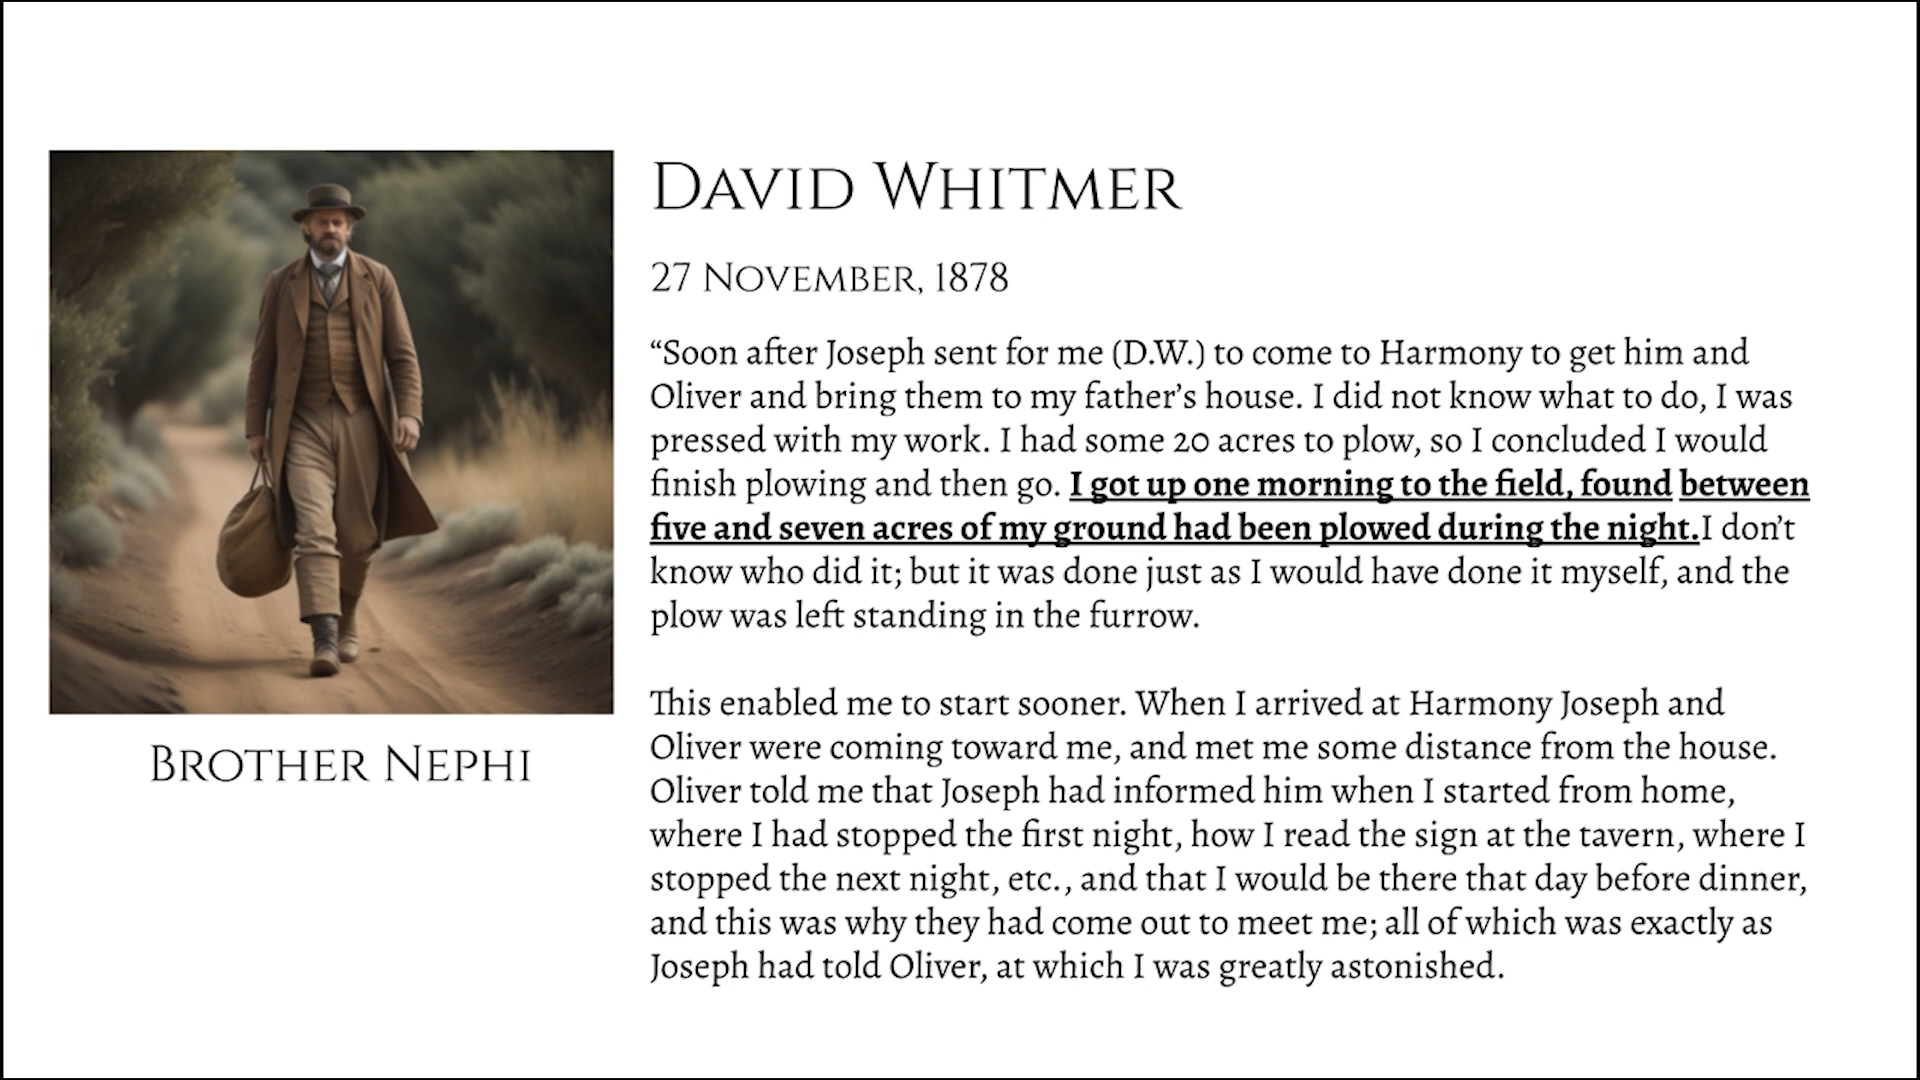 David Whitmer
27 November, 1878
“Soon after Joseph sent for me (D.W.) to come to Harmony to get him and
Oliver and bring them to my father’s house. I did not know what to do, I was
pressed with my work. I had some 20 acres to plow, so I concluded I would
finish plowing and then go. I got up one morning to the field, found between
five and seven acres of my ground had been plowed during the night.I don’t
know who did it; but it was done just as I would have done it myself, and the
plow was left standing in the furrow.
This enabled me to start sooner. When I arrived at Harmony Joseph and
Oliver were coming toward me, and met me some distance from the house.
Oliver told me that Joseph had informed him when I started from home,
where I had stopped the first night, how I read the sign at the tavern, where I
stopped the next night, etc., and that I would be there that day before dinner,
and this was why they had come out to meet me; all of which was exactly as
Joseph had told Oliver, at which I was greatly astonished.
Brother Nephi